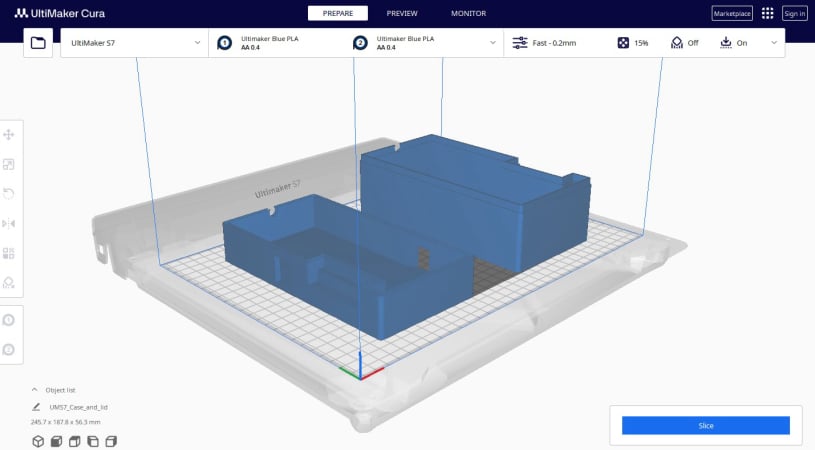 UltiMaker Cura
PREPARE
PREVIEW
MONITOR
Marketplace
Sign in
UltiMaker S7
1
Ultimaker Blue PLA
AA 0.4
2
Ultimaker Blue PLA
AA 0.4
Fast - 0.2mm
15%
Off
On
Ultimaker S7
1
2
Object list
UMS7_Case_and_lid
245.7 x 187.8 x 56.3 mm
Slice